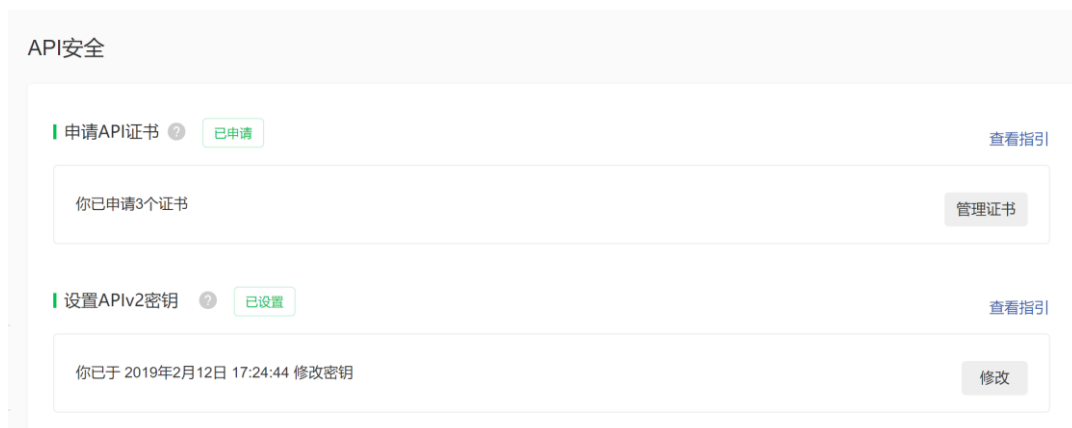 API安全
申请API证书 ? 已申请
查看指引
你已申请3个证书
管理证书
设置APIv2密钥 ? 已设置
查看指引
你已于 2019年2月12日 17:24:44 修改密钥
修改